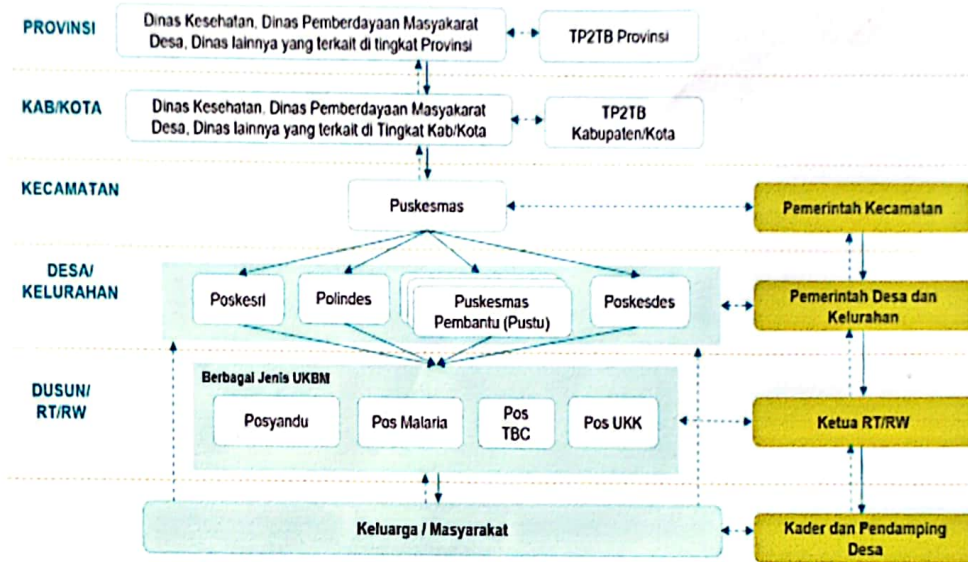 PROVINSI
Dinas Kesehatan, Dinas Pemberdayaan Masyakarat
Desa, Dinas lainnya yang terkait di tingkat Provinsi
TP2TB Provinsi
KAB/KOTA
Dinas Kesehatan, Dinas Pemberdayaan Masyakarat
Desa, Dinas lainnya yang terkait di Tingkat Kab/Kota
TP2TB
Kabupaten/Kota
KECAMATAN
Puskesmas
Pemerintah Kecamatan
DESA/
KELURAHAN
Poskesri
Polindes
Puskesmas
Pembantu (Pustu)
Poskesdes
Pemerintah Desa dan
Kelurahan
DUSUN/
RT/RW
Berbagai Jenis UKBM
Posyandu
Pos Malaria
Pos
TBC
Pos UKK
Ketua RT/RW
Keluarga / Masyarakat
Kader dan Pendamping
Desa